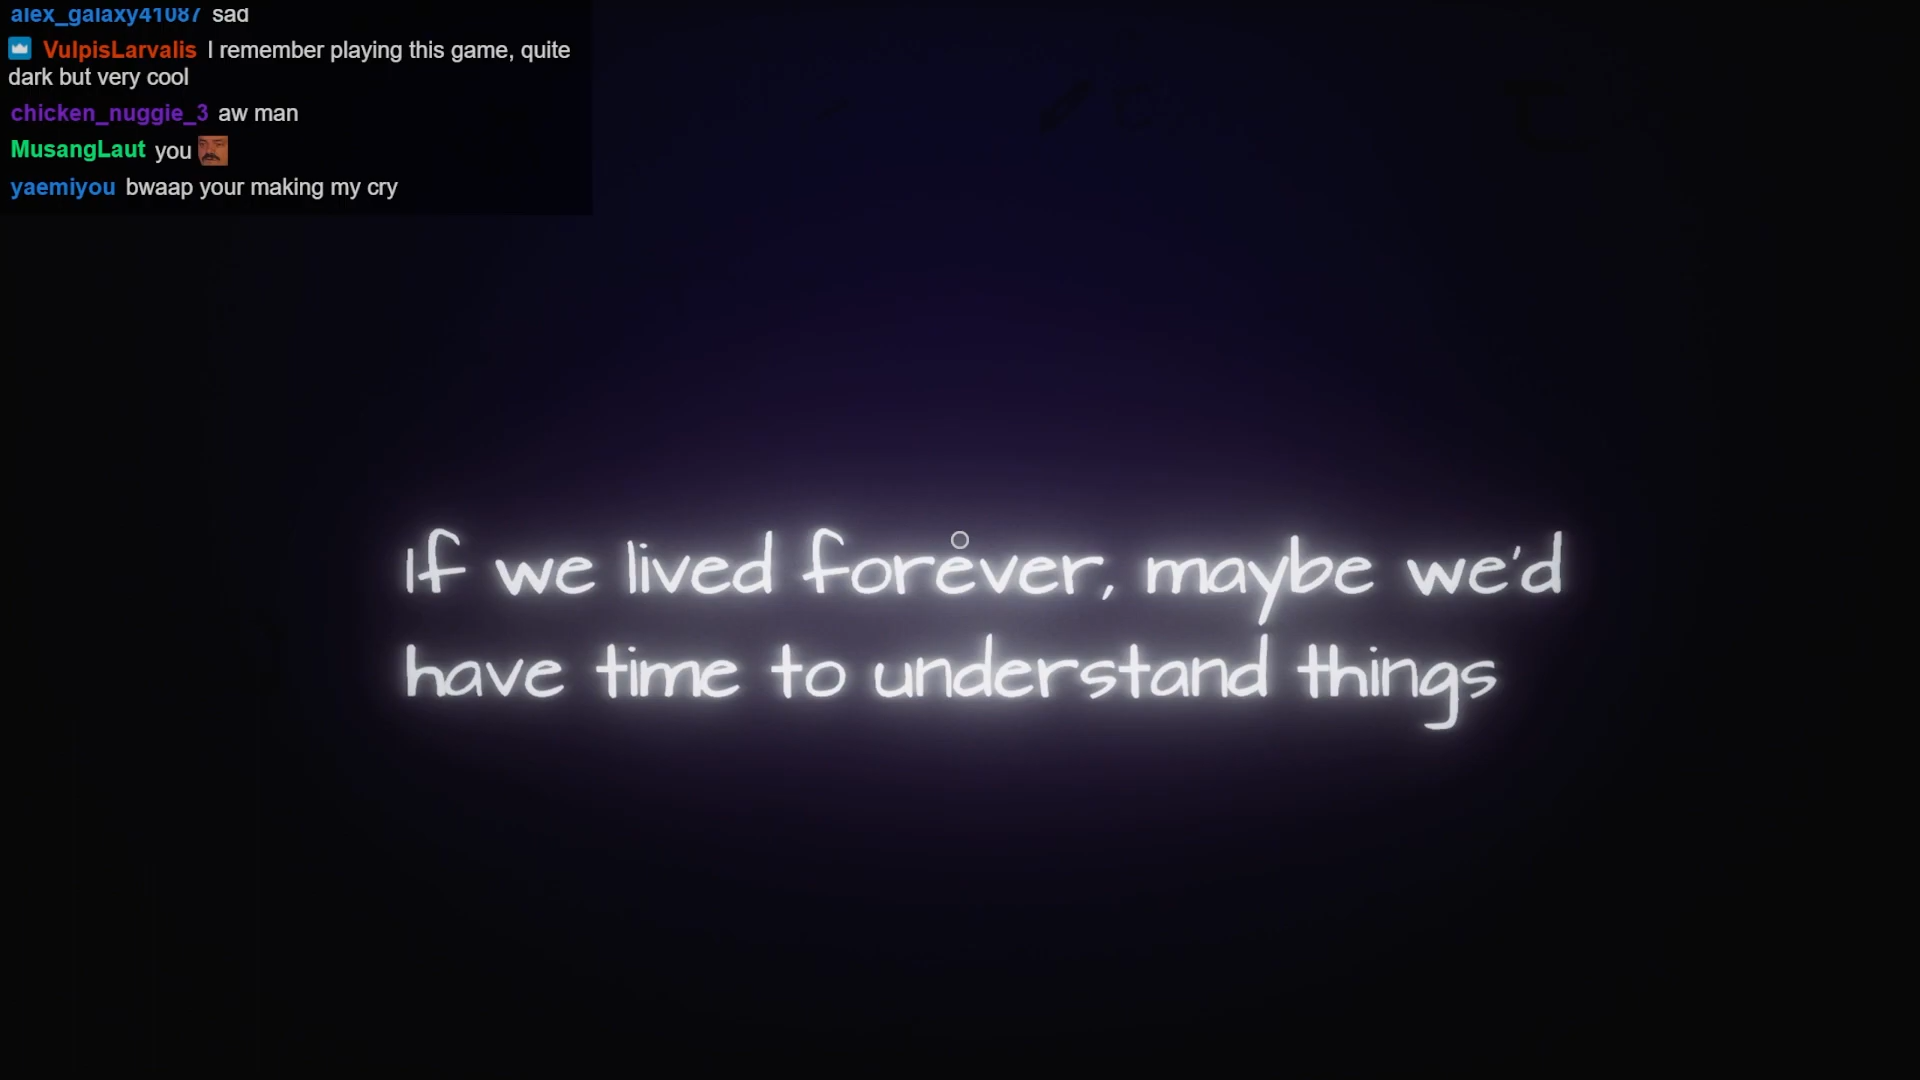 alex_galaxy41087 sad
VulpisLarvalis I remember playing this game, quite
dark but very cool
chicken_nuggie_3 aw man
MusangLaut you
yaemiyou bwaap your making my cry
If we lived forever, maybe we'd
have time to understand things